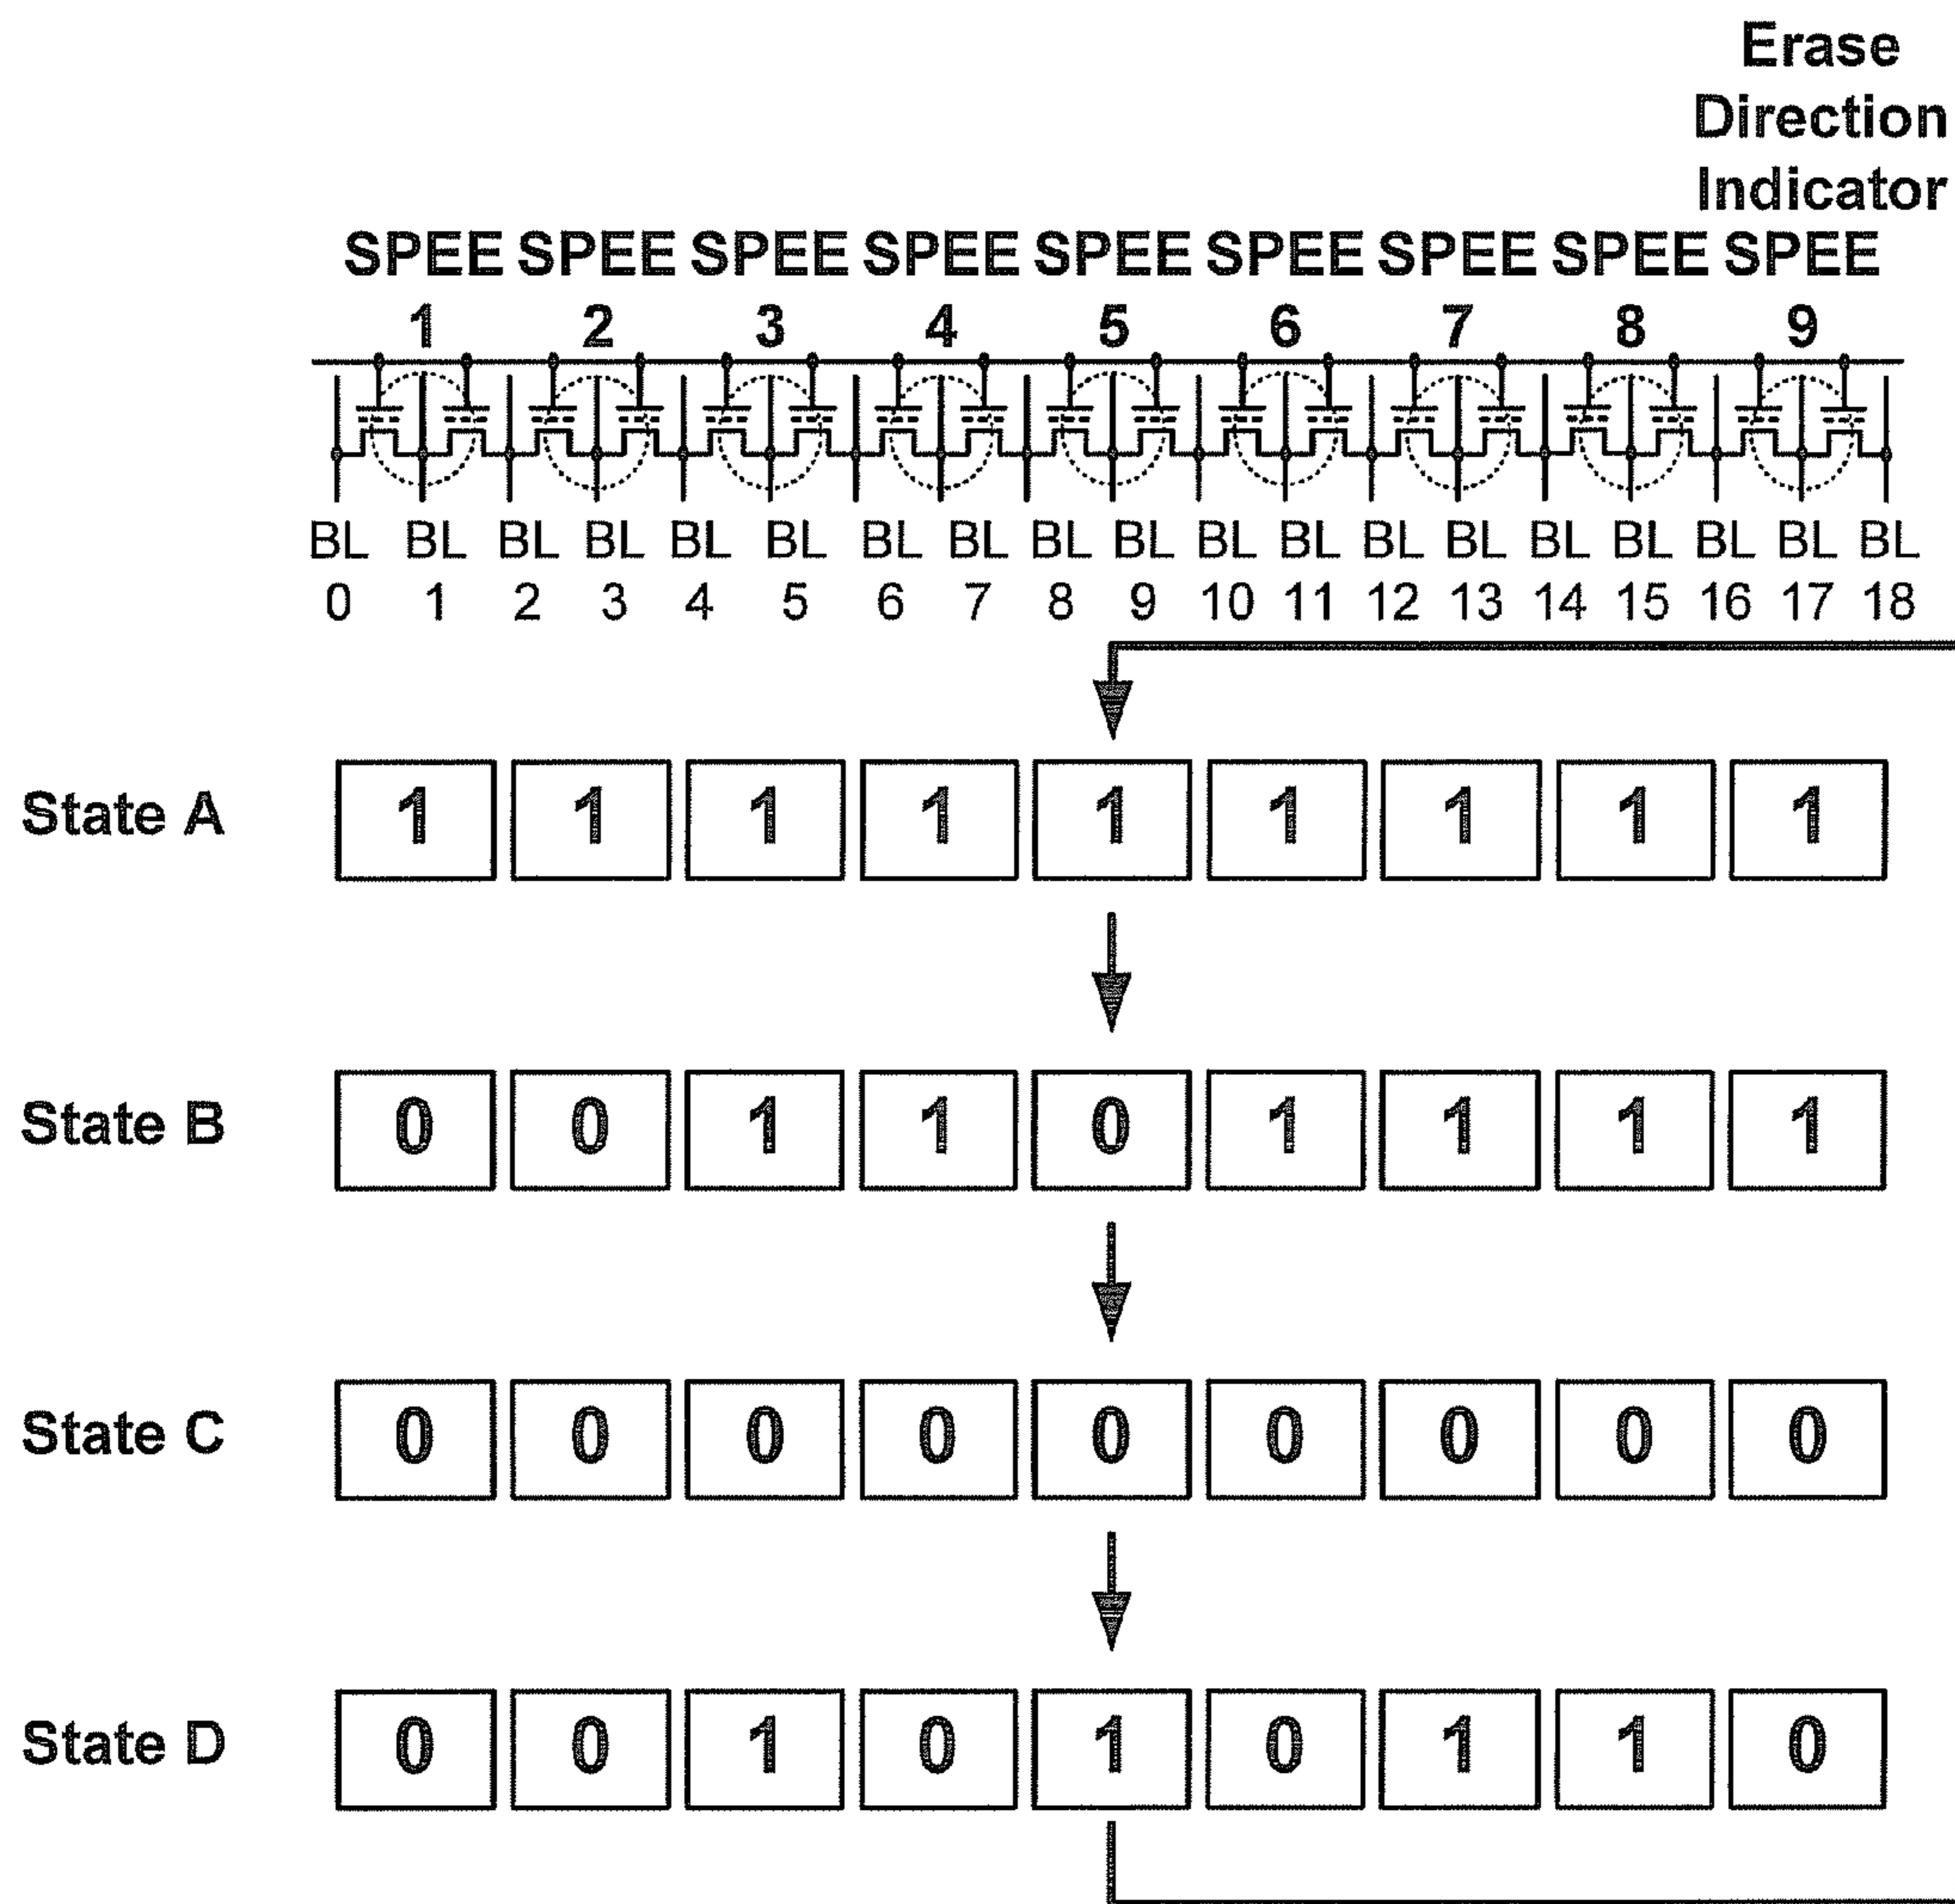 Erase
Direction
Indicator
SPEE SPEE SPEE SPEE SPEE SPEE SPEE SPEE SPEE
1 2 3 4 5 6 7 8 9
BL BL BL BL BL BL BL BL BL BL BL BL BL BL BL BL BL BL BL
0 1 2 3 4 5 6 7 8 9 10 11 12 13 14 15 16 17 18
State A 1 1 1 1 1 1 1 1 1
State B 0 0 1 1 0 1 1 1 1
State C 0 0 0 0 0 0 0 0 0
State D 0 0 1 0 1 0 1 1 0